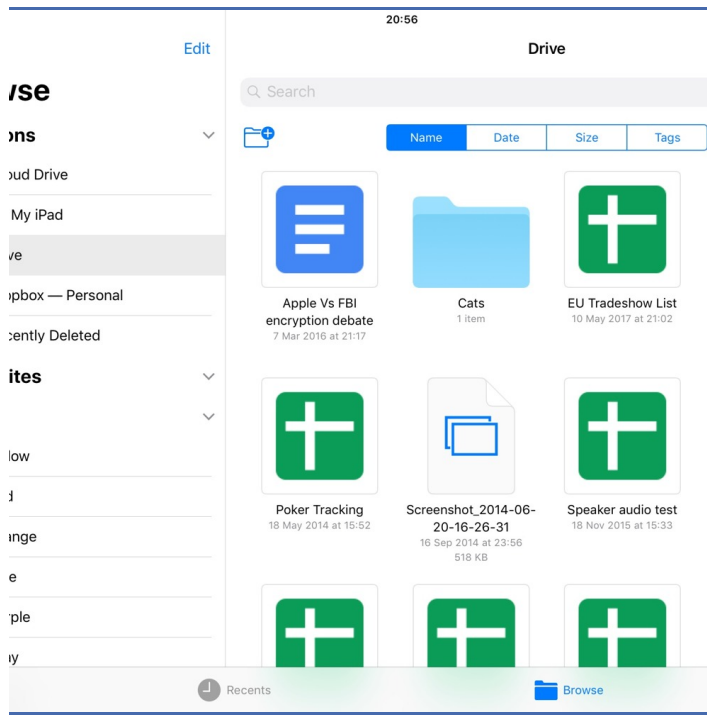 20:56
Edit
Drive
wse
Search
ons
Name Date Size Tags
oud Drive
My iPad
ve
opbox — Personal
cently Deleted
Apple Vs FBI
encryption debate
7 Mar 2016 at 21:17
Cats
1 item
EU Tradeshow List
10 May 2017 at 21:02
ites
low
d
ange
e
rple
ay
Poker Tracking
18 May 2014 at 15:52
Screenshot_2014-06-
20-16-26-31
16 Sep 2014 at 23:56
518 KB
Speaker audio test
18 Nov 2015 at 15:33
Recents
Browse